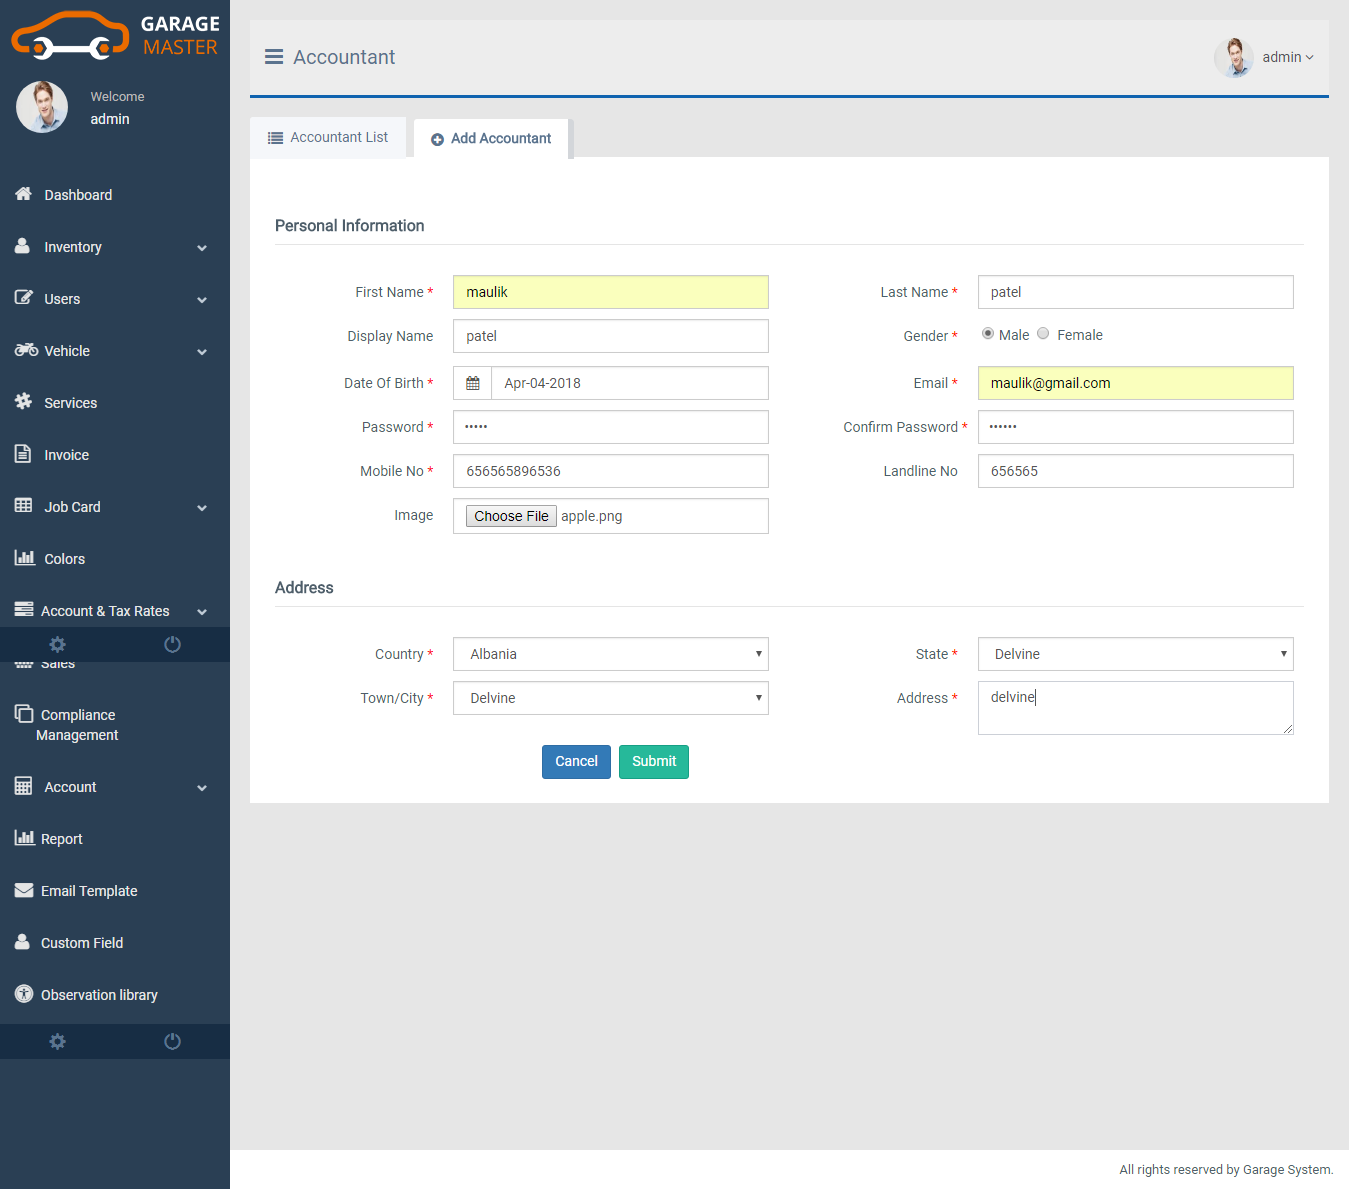 GARAGE
MASTER
Welcome
admin
Dashboard
Inventory
Users
Vehicle
Services
Invoice
Job Card
Colors
Account & Tax Rates
Sales
Compliance
Management
Account
Report
Email Template
Custom Field
Observation library
Accountant
admin
Accountant List
Add Accountant
Personal Information
First Name * maulik
Last Name * patel
Display Name patel
Gender * Male Female
Date Of Birth * Apr-04-2018
Email * maulik@gmail.com
Password * •••••
Confirm Password * ••••••
Mobile No * 656565896536
Landline No 656565
Image Choose File apple.png
Address
Country * Albania
State * Delvine
Town/City * Delvine
Address * delvine
Cancel Submit
All rights reserved by Garage System.